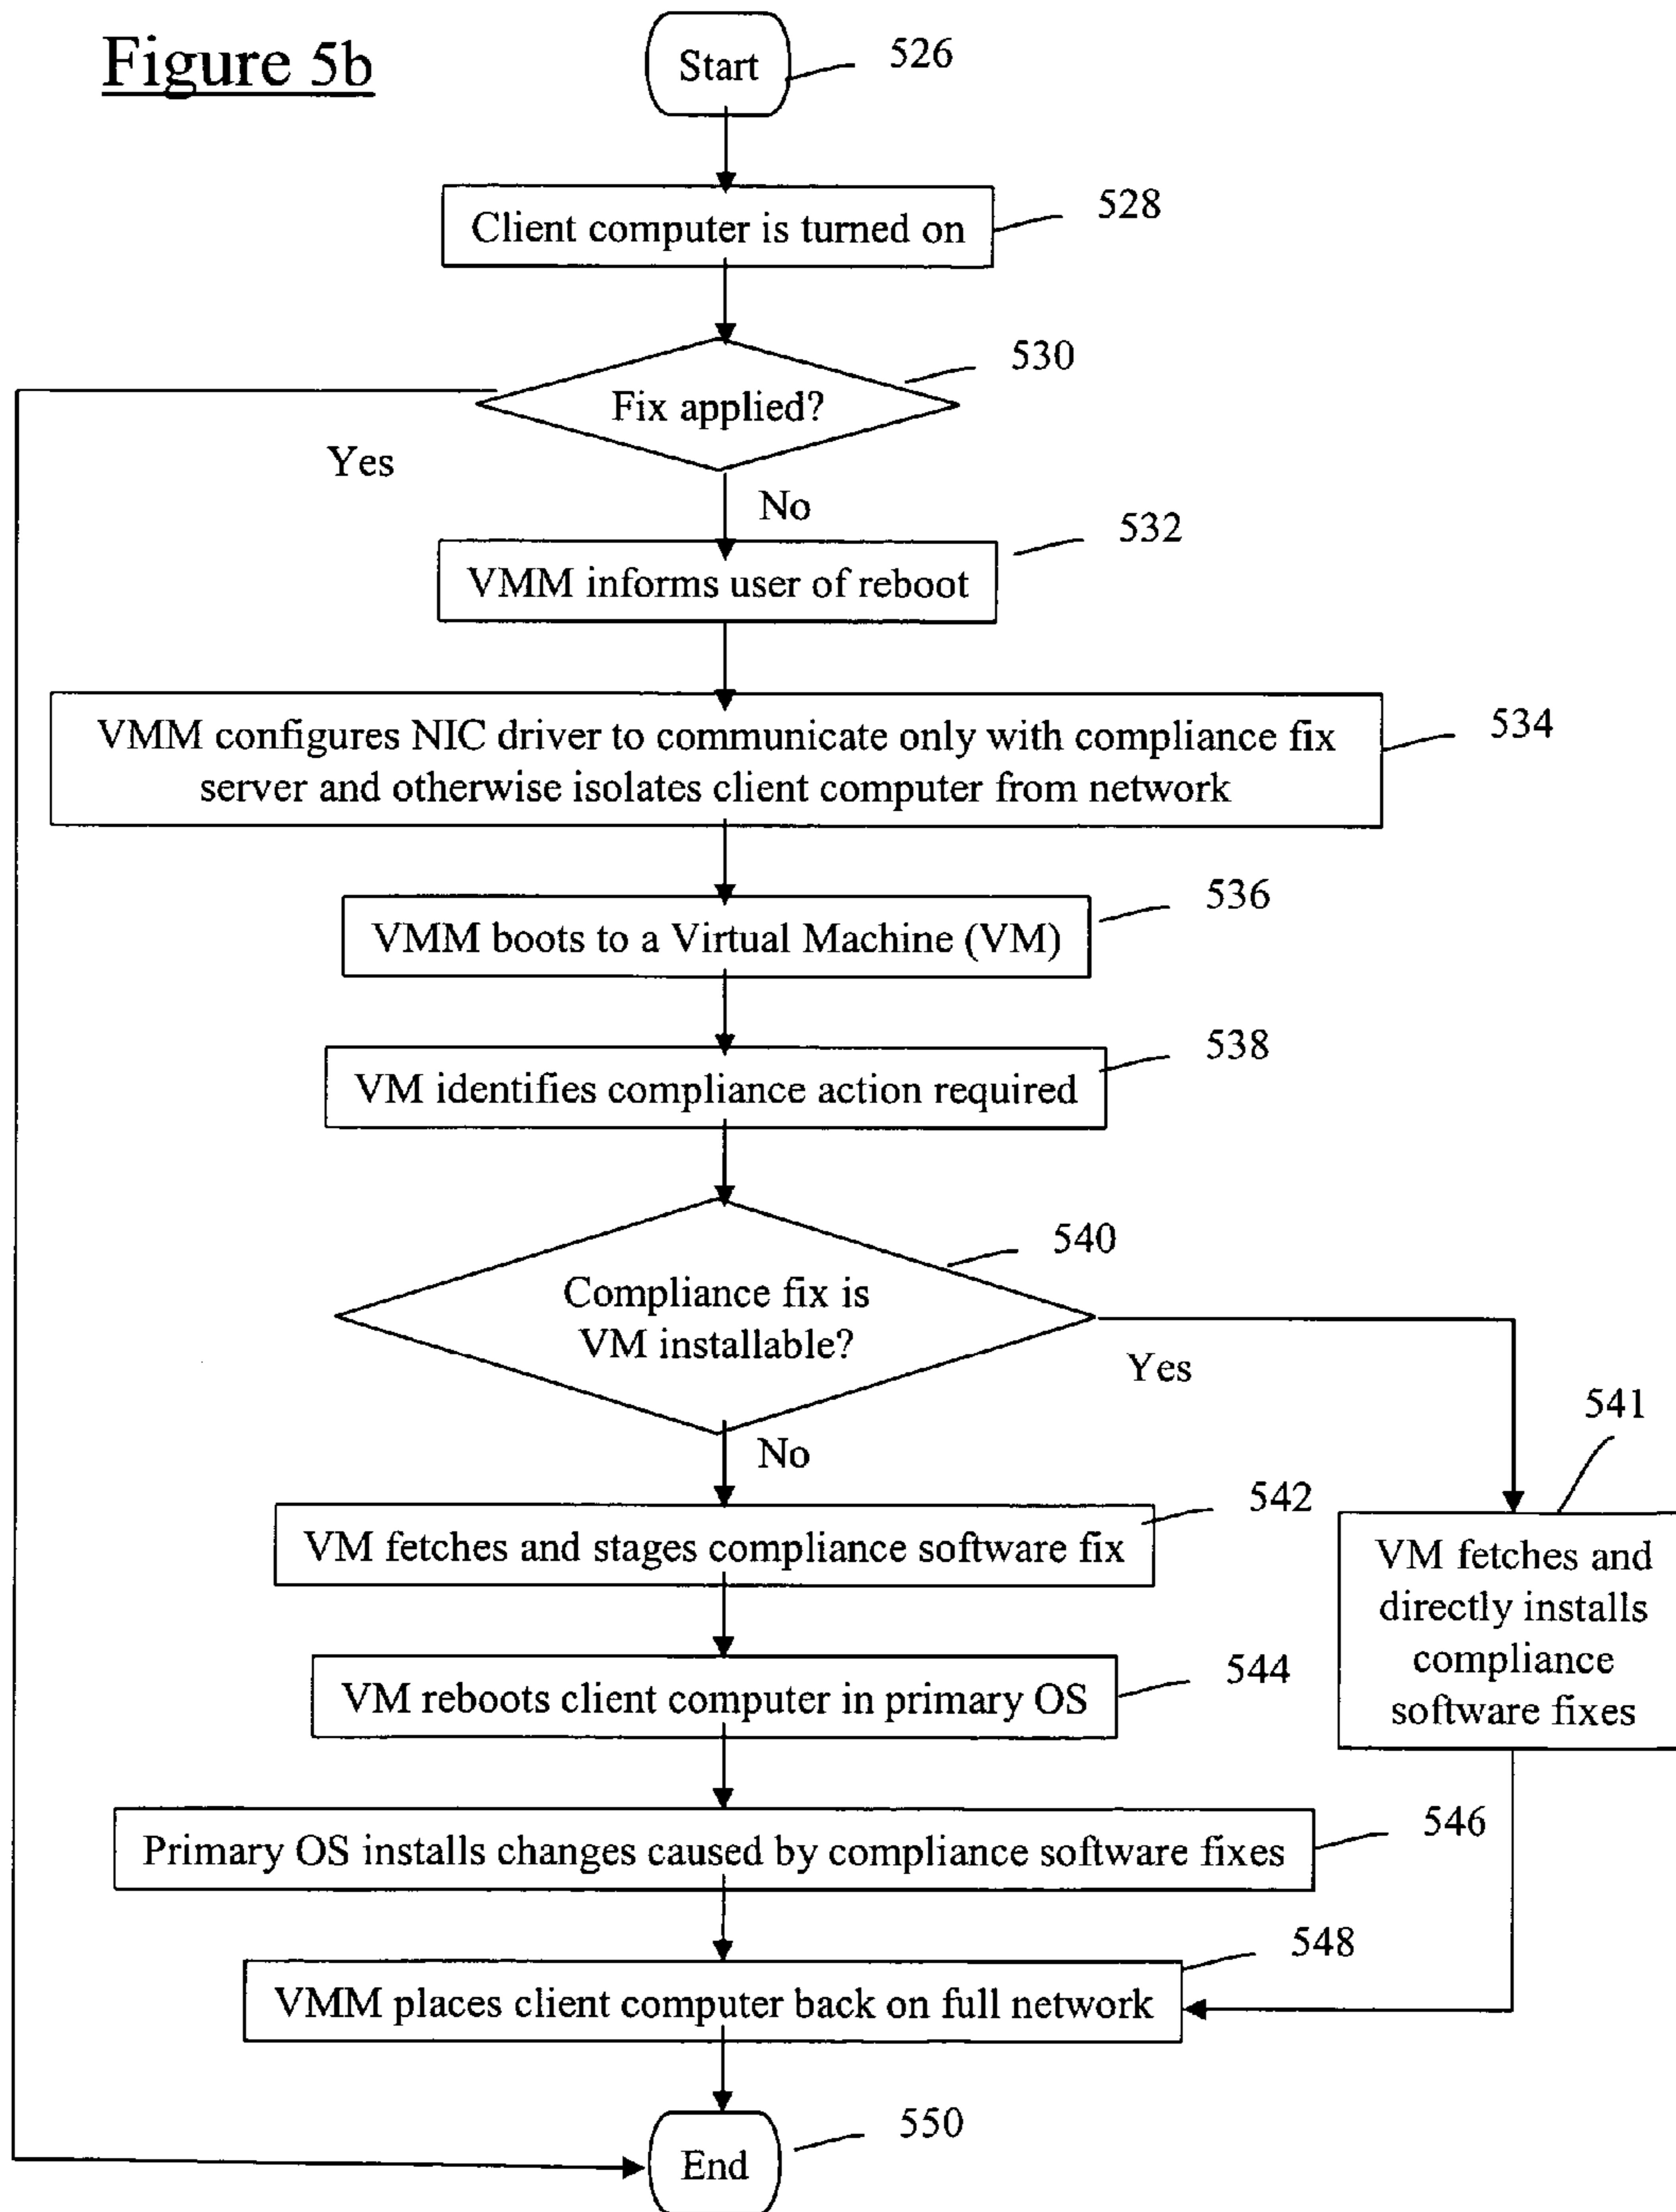 Figure 5b
Start
526
Client computer is turned on
528
Fix applied?
530
Yes
No
VMM informs user of reboot
532
VMM configures NIC driver to communicate only with compliance fix
server and otherwise isolates client computer from network
534
VMM boots to a Virtual Machine (VM)
536
VM identifies compliance action required
538
Compliance fix is
VM installable?
540
Yes
No
541
VM fetches and
directly installs
compliance
software fixes
VM fetches and stages compliance software fix
542
VM reboots client computer in primary OS
544
Primary OS installs changes caused by compliance software fixes
546
VMM places client computer back on full network
548
End
550